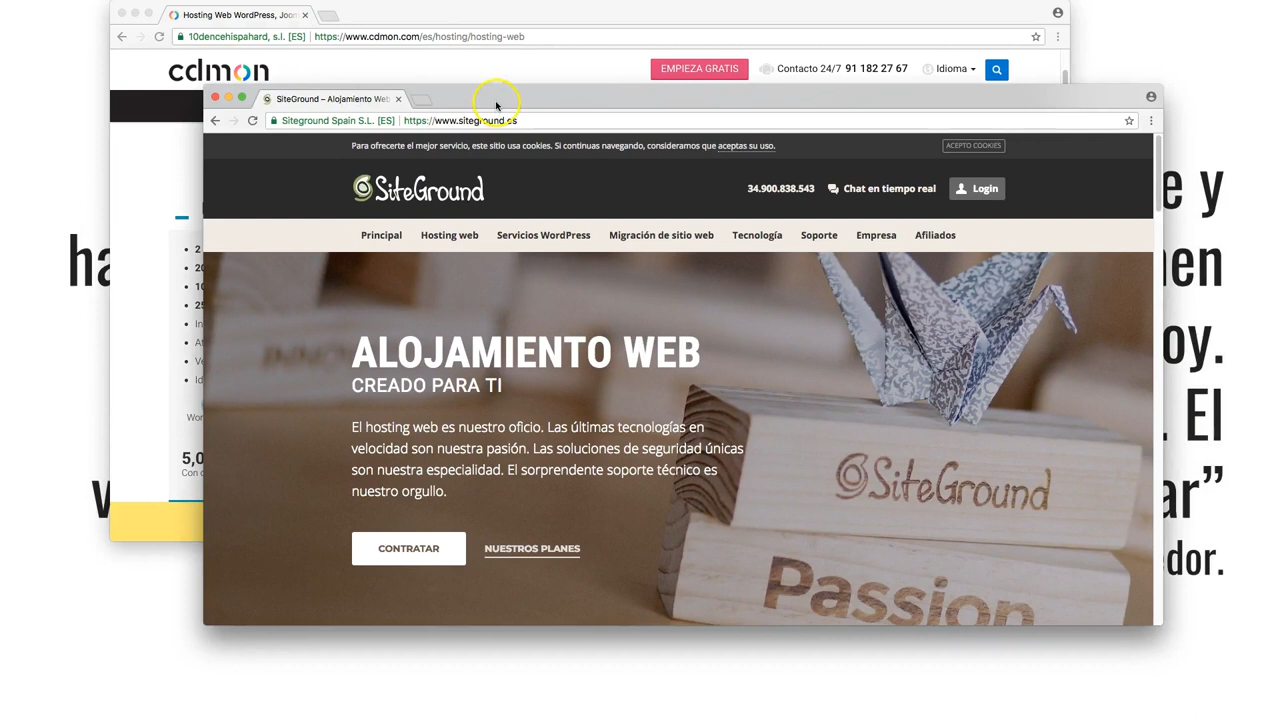 Hosting Web WordPress, Joom
10dencehispahard, s.l. [ES] | https://www.cdmon.com/es/hosting/hosting-web
cdmon
EMPIEZA GRATIS
Contacto 24/7 91 182 27 67
Idioma
SiteGround – Alojamiento Web
Siteground Spain S.L. [ES] | https://www.siteground.es
Para ofrecerte el mejor servicio, este sitio usa cookies. Si continuas navegando, consideramos que aceptas su uso.
ACEPTO COOKIES
SiteGround
34.900.838.543
Chat en tiempo real
Login
Principal Hosting web Servicios WordPress Migración de sitio web Tecnología Soporte Empresa Afiliados
ALOJAMIENTO WEB
CREADO PARA TI
El hosting web es nuestro oficio. Las últimas tecnologías en
velocidad son nuestra pasión. Las soluciones de seguridad únicas
son nuestra especialidad. El sorprendente soporte técnico es
nuestro orgullo.
CONTRATAR
NUESTROS PLANES
SiteGround
Passion
e y
ha
men
oy.
. El
ar”
dor.
5,0